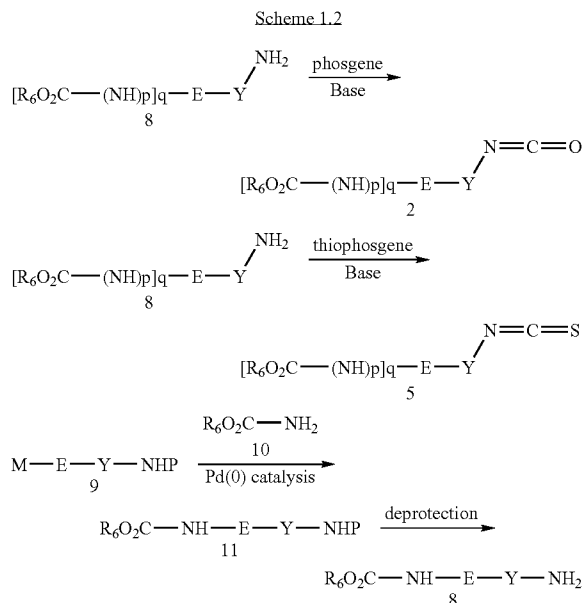 Scheme 1.2
NH₂
[R₆O₂C—(NH)p]q—E—Y
8
phosgene
Base
N=C=O
[R₆O₂C—(NH)p]q—E—Y
2
NH₂
[R₆O₂C—(NH)p]q—E—Y
8
thiophosgene
Base
N=C=S
[R₆O₂C—(NH)p]q—E—Y
5
R₆O₂C—NH₂
10
M—E—Y—NHP
9
Pd(0) catalysis
R₆O₂C—NH—E—Y—NHP
11
deprotection
R₆O₂C—NH—E—Y—NH₂
8